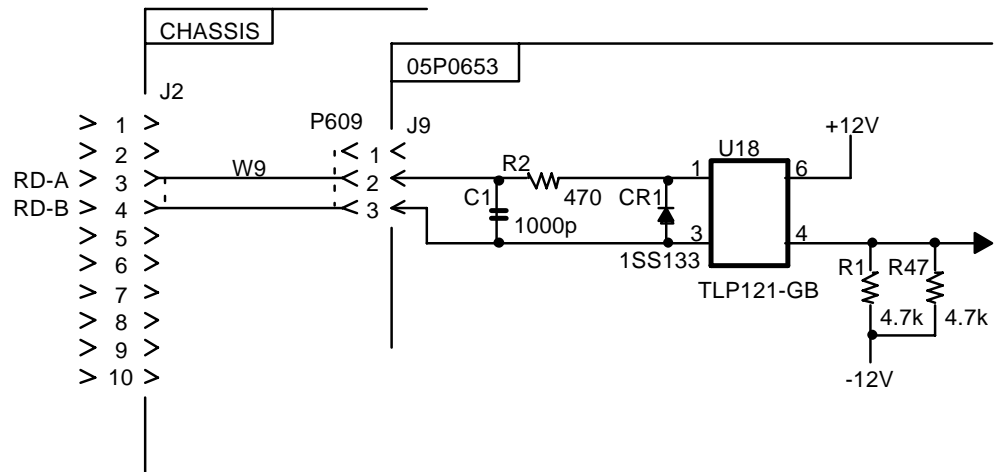 CHASSIS
05P0653
J2
P609
J9
1
2
3
4
5
6
7
8
9
10
RD-A
RD-B
W9
1
2
3
R2
470
C1
1000p
CR1
1SS133
U18
1
6
3
4
TLP121-GB
+12V
R1
R47
4.7k
4.7k
-12V